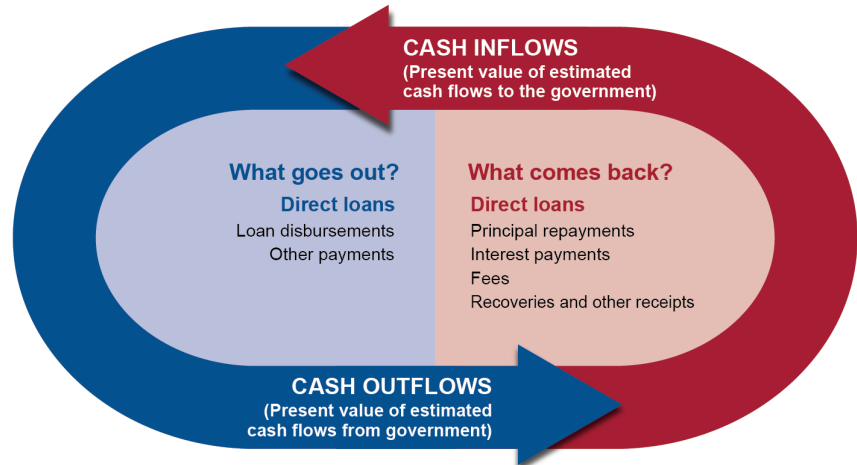 CASH INFLOWS
(Present value of estimated
cash flows to the government)
What goes out?
Direct loans
Loan disbursements
Other payments
What comes back?
Direct loans
Principal repayments
Interest payments
Fees
Recoveries and other receipts
CASH OUTFLOWS
(Present value of estimated
cash flows from government)